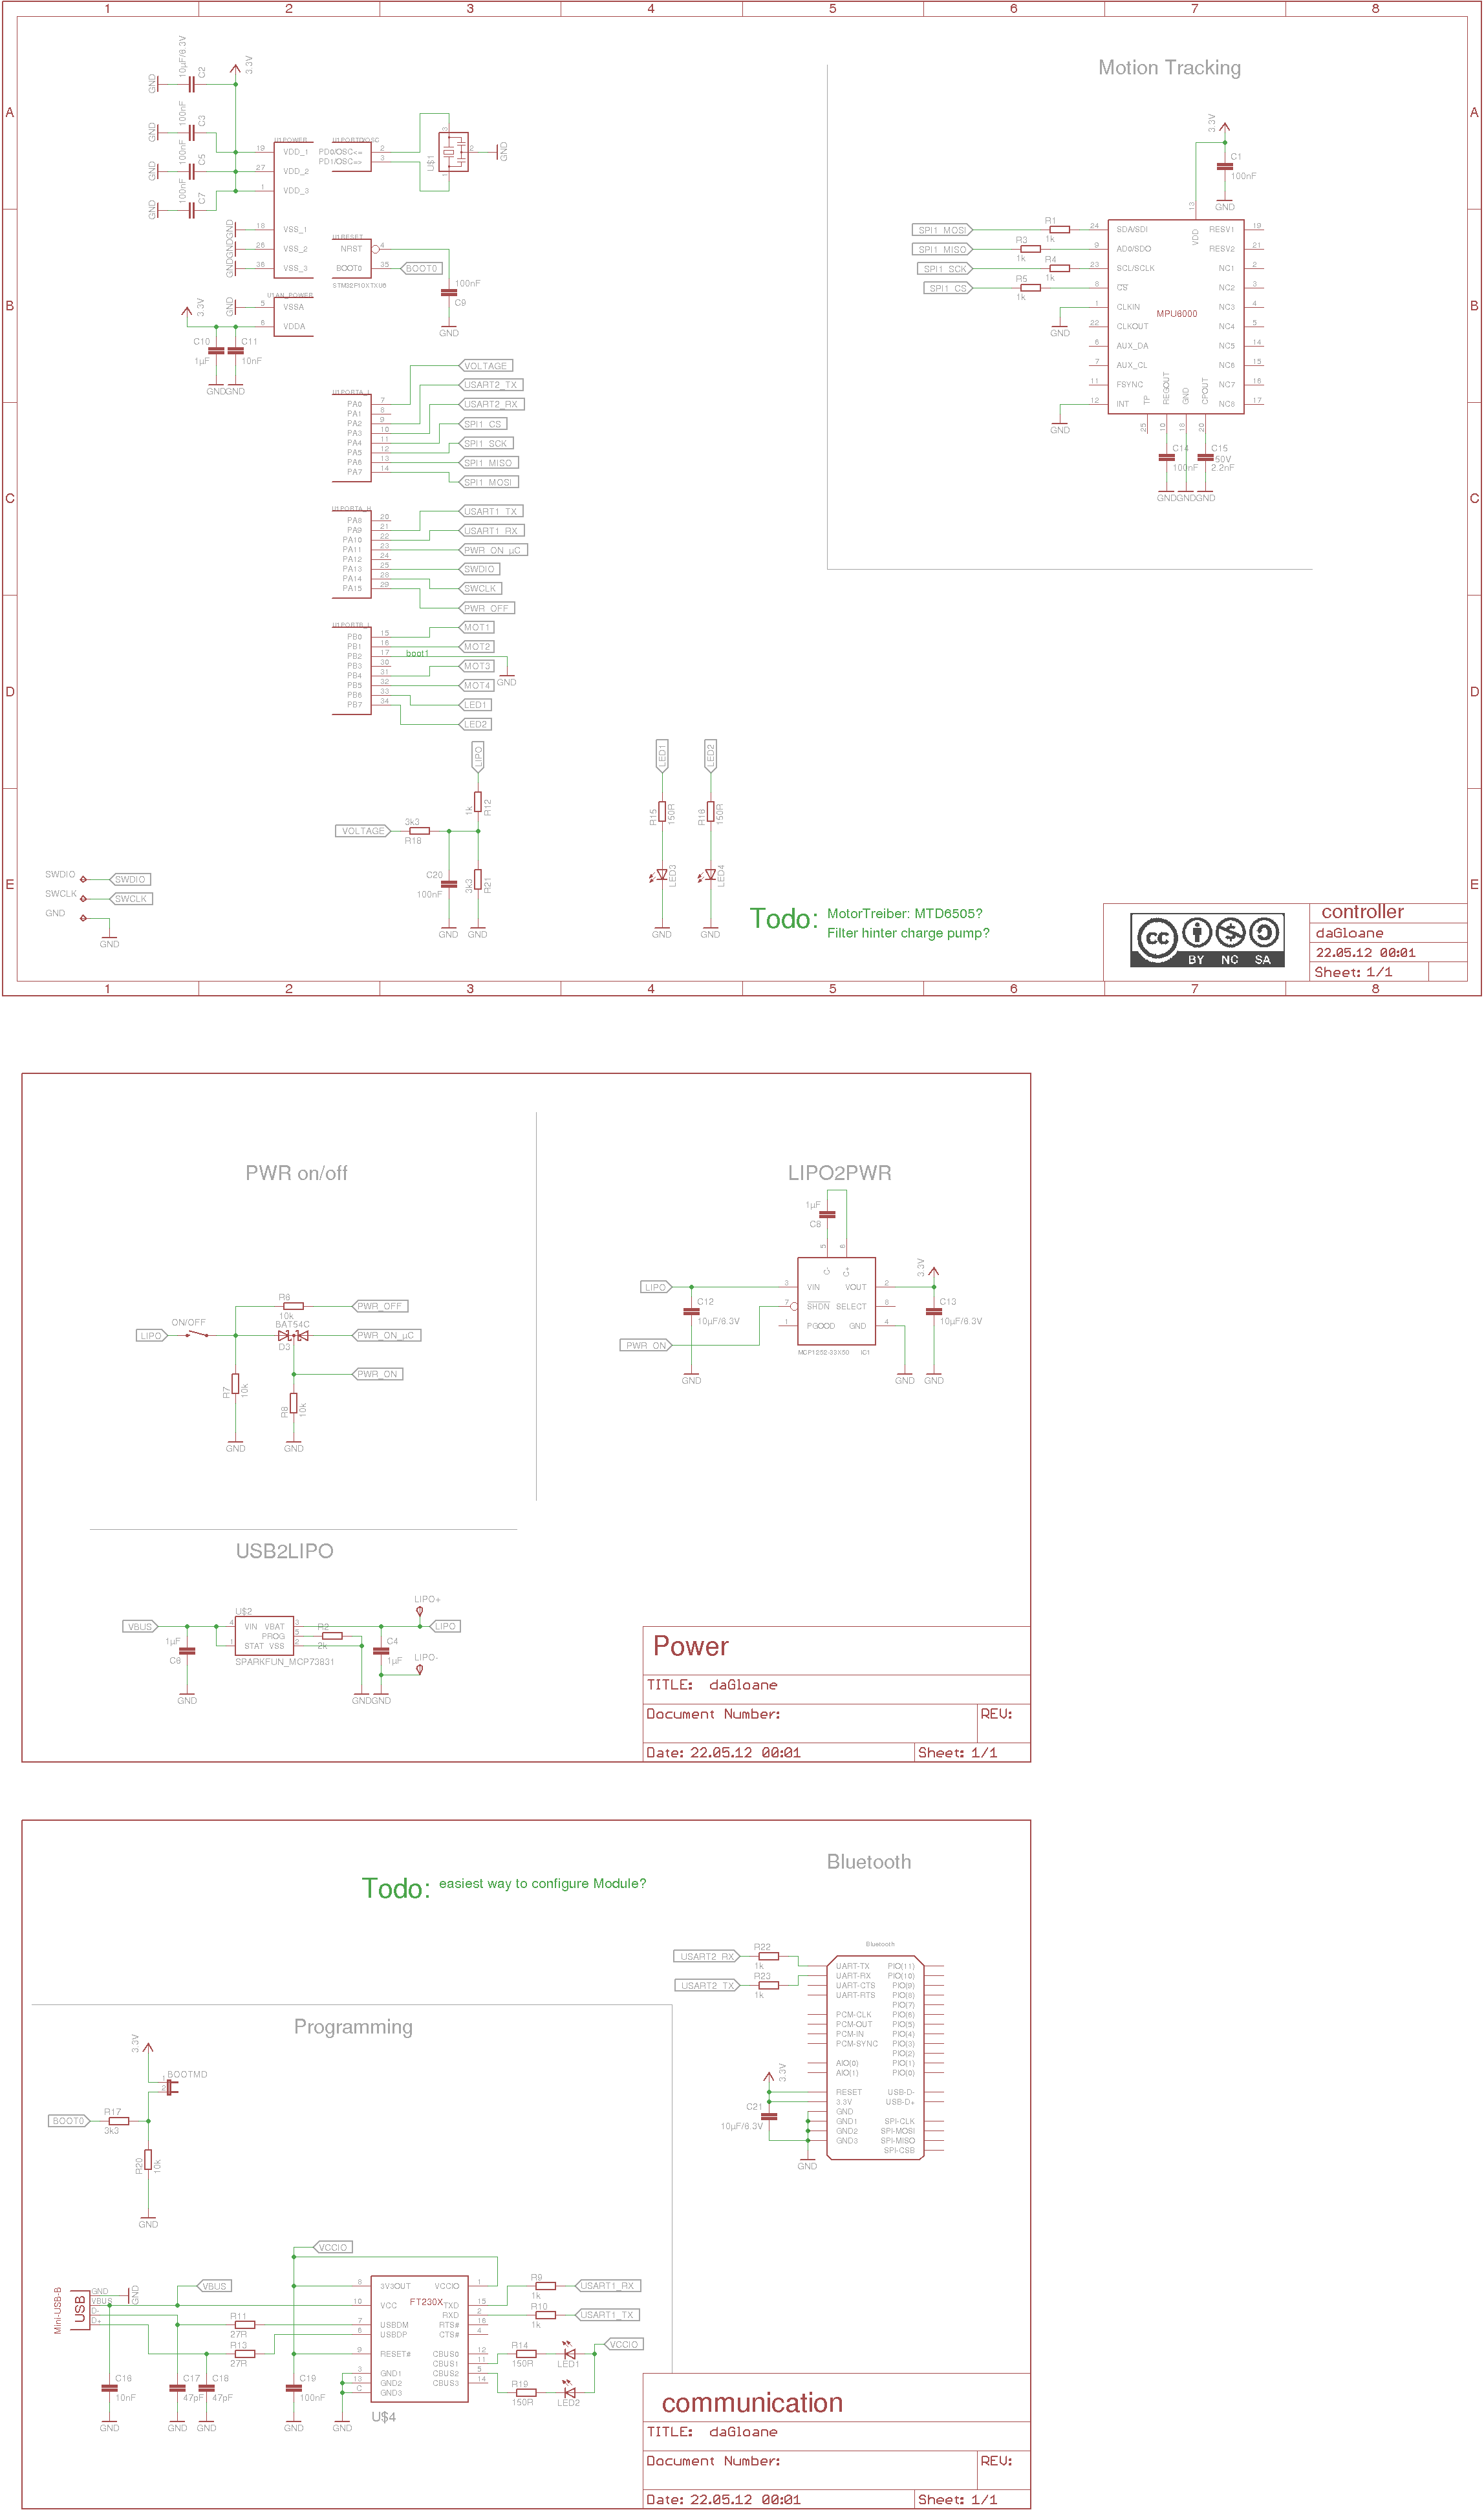 1 2 3 4 5 6 7 8
A
B
C
D
E
Motion Tracking
GND 10µF/6.3V C2 3.3V
GND 100nF C3
GND 100nF C5
GND 100nF C7
U1POWER
19 VDD_1
27 VDD_2
1 VDD_3
GND 18 VSS_1
GND 26 VSS_2
GND 36 VSS_3
PD0/OSC<= 2
PD1/OSC=> 3
U$1
3
2
1
GND
U1RESET
NRST 4
BOOT0 35 BOOT0
STM32F10XTXU6
100nF
C9
GND
U1AN_POWER
3.3V
GND 5 VSSA
6 VDDA
C10 C11
1µF 10nF
GND GND
U1PORTA_L
PA0 7 VOLTAGE
PA1 8
PA2 9 USART2_TX
PA3 10 USART2_RX
PA4 11 SPI1_CS
PA5 12 SPI1_SCK
PA6 13 SPI1_MISO
PA7 14 SPI1_MOSI
U1PORTA_H
PA8 20
PA9 21 USART1_TX
PA10 22 USART1_RX
PA11 23 PWR_ON_µC
PA12 24
PA13 25 SWDIO
PA14 28 SWCLK
PA15 29 PWR_OFF
U1PORTB_L
PB0 15 MOT1
PB1 16 MOT2
PB2 17 boot1
PB3 30 MOT3
PB4 31
PB5 32 MOT4
PB6 33 LED1
PB7 34 LED2
GND
3.3V
C1
100nF
GND
13
VDD
SPI1_MOSI R1 1k 24 SDA/SDI
SPI1_MISO R3 1k 9 AD0/SDO
SPI1_SCK R4 1k 23 SCL/SCLK
SPI1_CS R5 1k 8 CS
GND 1 CLKIN
22 CLKOUT
6 AUX_DA
7 AUX_CL
11 FSYNC
GND 12 INT
MPU6000
RESV1 19
RESV2 21
NC1 2
NC2 3
NC3 4
NC4 5
NC5 14
NC6 15
NC7 16
NC8 17
TP REGOUT GND CPOUT
25 10 18 20
C14 C15
50V
100nF 2.2nF
GND GND GND
LIPO
1k R12
VOLTAGE 3k3 R18
C20
100nF
3k3 R21
GND GND
LED1 LED2
R15 150R R16 150R
LED3 LED4
GND GND
SWDIO SWDIO
SWCLK SWCLK
GND
GND
Todo: MotorTreiber: MTD6505?
Filter hinter charge pump?
cc BY NC SA
controller
daGloane
22.05.12 00:01
Sheet: 1/1
1 2 3 4 5 6 7 8
PWR on/off
LIPO ON/OFF
R6
10k
PWR_OFF
BAT54C
D3
PWR_ON_µC
PWR_ON
R7 10k
10k
GND GND
LIPO2PWR
1µF
C8
5 6
C- C+
LIPO 3 VIN VOUT 2 3.3V
7 SHDN SELECT
1 PGOOD GND 4
MCP1252-33X50 IC1
C12
10µF/6.3V
C13
10µF/6.3V
PWR_ON
GND GND GND
USB2LIPO
VBUS
1µF
C6
GND
U$2
4 VIN VBAT 3
PROG 5
1 STAT VSS 2
SPARKFUN_MCP73831
R2
2k
C4
1µF
LIPO+
LIPO
LIPO-
GND GND
Power
TITLE: daGloane
Document Number:
REV:
Date: 22.05.12 00:01
Sheet: 1/1
Todo: easiest way to configure Module?
Bluetooth
Bluetooth
USART2_RX R22 1k
USART2_TX R23 1k
UART-TX PIO(11)
UART-RX PIO(10)
UART-CTS PIO(9)
UART-RTS PIO(8)
PIO(7)
PCM-CLK PIO(6)
PCM-OUT PIO(5)
PCM-IN PIO(4)
PCM-SYNC PIO(3)
PIO(2)
AIO(0) PIO(1)
AIO(1) PIO(0)
RESET USB-D-
3.3V USB-D+
GND
GND1 SPI-CLK
GND2 SPI-MOSI
GND3 SPI-MISO
SPI-CSB
3.3V
C21
10µF/6.3V
GND
Programming
3.3V
BOOTMD
1
2
BOOT0 R17 3k3
R20 10k
GND
VCCIO
Mini-USB-B
USB
GND
VBUS
D-
D+
GND
VBUS
R11
27R
R13
27R
C16
10nF
C17
47pF
C18
47pF
C19
100nF
GND GND GND GND GND
FT230X
8 3V3OUT VCCIO 1
10 VCC TXD 15
RXD 2
7 USBDM RTS# 16
6 USBDP CTS# 4
9 RESET# CBUS0 12
CBUS1 11
3 GND1 CBUS2 5
13 GND2 CBUS3 14
C GND3
U$4
R9 1k USART1_RX
R10 1k USART1_TX
R14 150R LED1
R19 150R LED2
VCCIO
communication
TITLE: daGloane
Document Number:
REV:
Date: 22.05.12 00:01
Sheet: 1/1